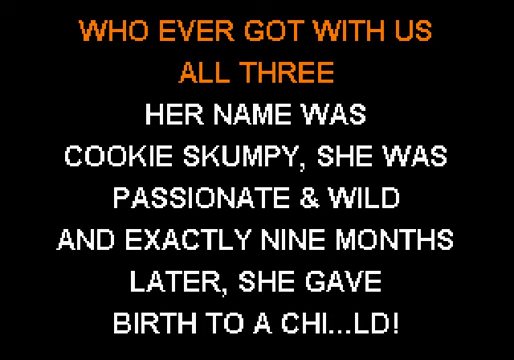 WHO EVER GOT WITH US
ALL THREE
HER NAME WAS
COOKIE SKUMPY, SHE WAS
PASSIONATE & WILD
AND EXACTLY NINE MONTHS
LATER, SHE GAVE
BIRTH TO A CHI...LD!